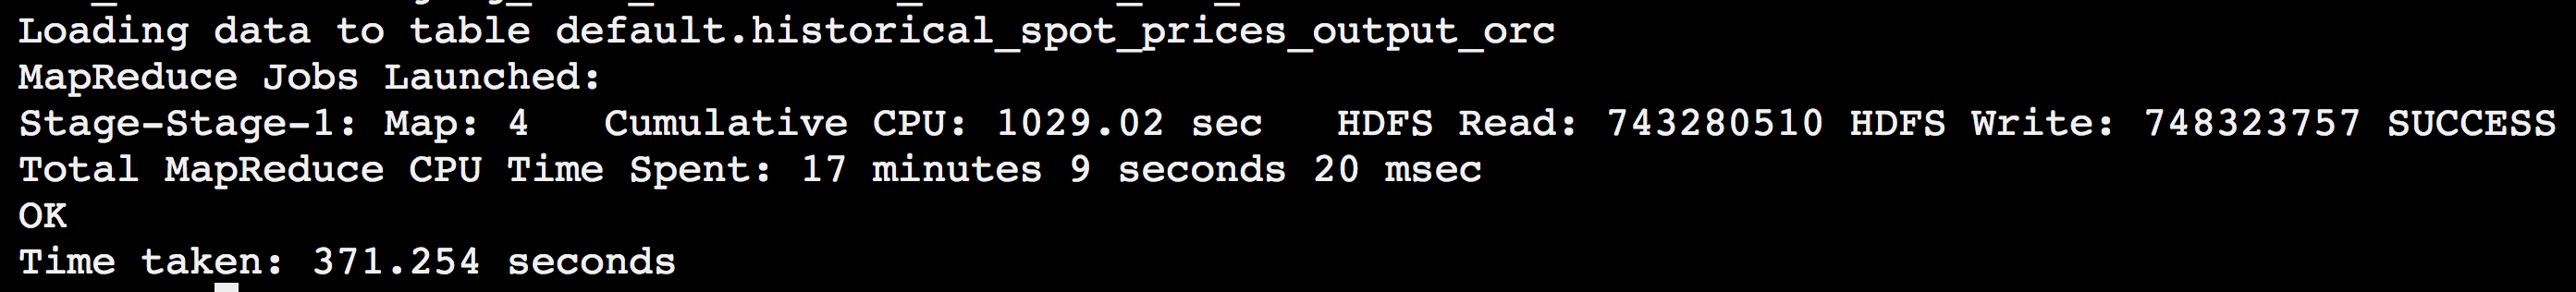 Loading data to table default.historical_spot_prices_output_orc
MapReduce Jobs Launched:
Stage-Stage-1: Map: 4   Cumulative CPU: 1029.02 sec   HDFS Read: 743280510 HDFS Write: 748323757 SUCCESS
Total MapReduce CPU Time Spent: 17 minutes 9 seconds 20 msec
OK
Time taken: 371.254 seconds